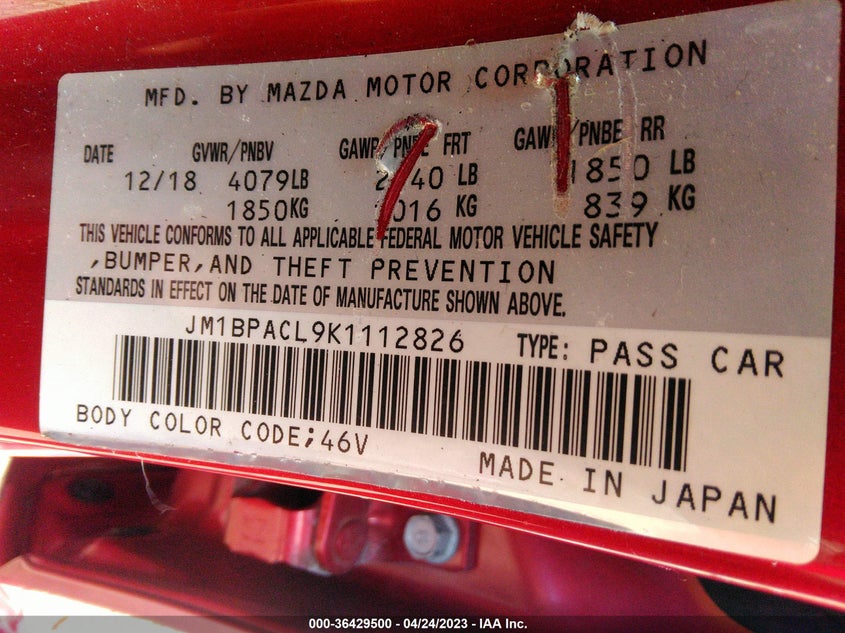 MFD. BY MAZDA MOTOR CORPORATION
DATE GVWR/PNBV FRT RR
12/18 4079LB LB 1850 LB
1850KG KG 839 KG
THIS VEHICLE CONFORMS TO ALL APPLICABLE FEDERAL MOTOR VEHICLE SAFETY
,BUMPER,AND THEFT PREVENTION
STANDARDS IN EFFECT ON THE DATE OF MANUFACTURE SHOWN ABOVE.
JM1BPACL9K1112826 TYPE: PASS CAR
BODY COLOR CODE;46V
MADE IN JAPAN
000-36429500 - 04/24/2023 - IAA Inc.